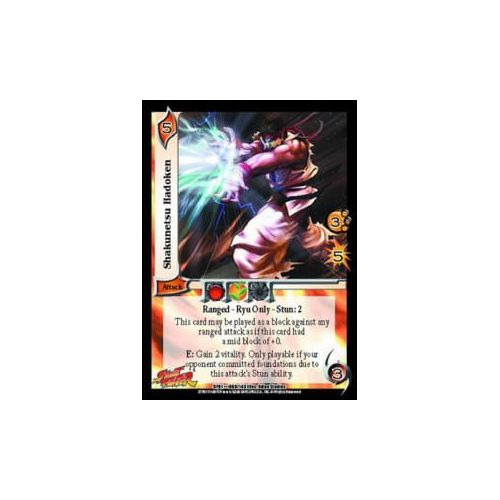 5
Shakunetsu Hadoken
3
5
Attack
Ranged - Ryu Only - Stun: 2
This card may be played as a block against any
ranged attack as if this card had
a mid block of +0.
E: Gain 2 vitality. Only playable if your
opponent committed foundations due to
this attack's Stun ability.
STREET FIGHTER
3